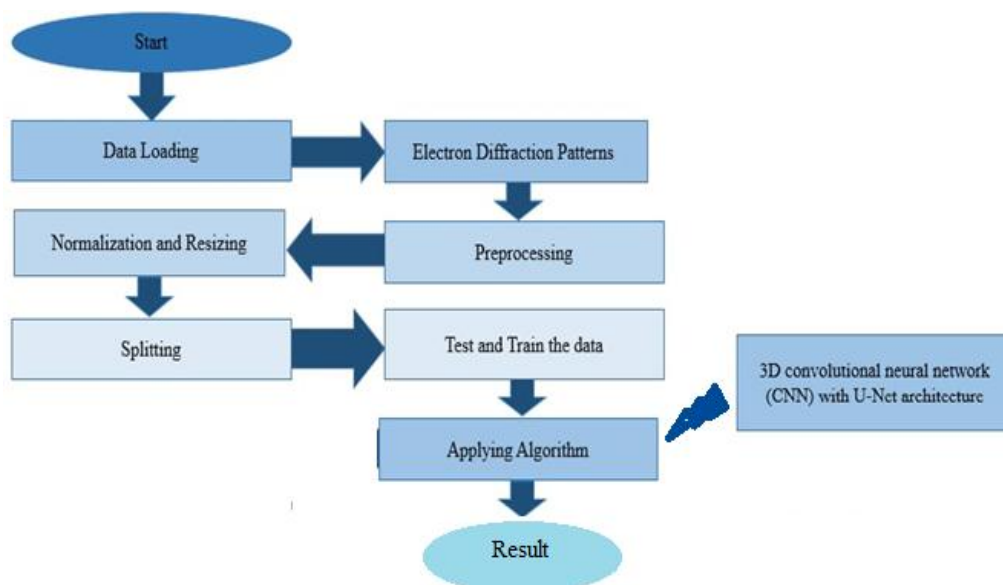 Start
Data Loading
Electron Diffraction Patterns
Preprocessing
Normalization and Resizing
Splitting
Test and Train the data
3D convolutional neural network
(CNN) with U-Net architecture
Applying Algorithm
Result